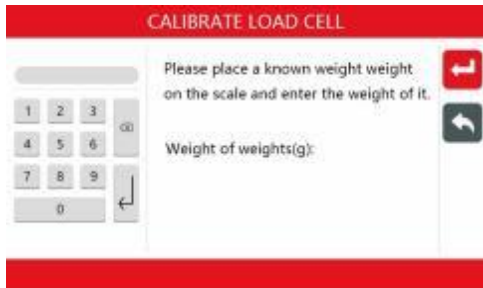 CALIBRATE LOAD CELL
Please place a known weight weight
on the scale and enter the weight of it.
Weight of weights(g):
1 2 3
4 5 6
7 8 9
0